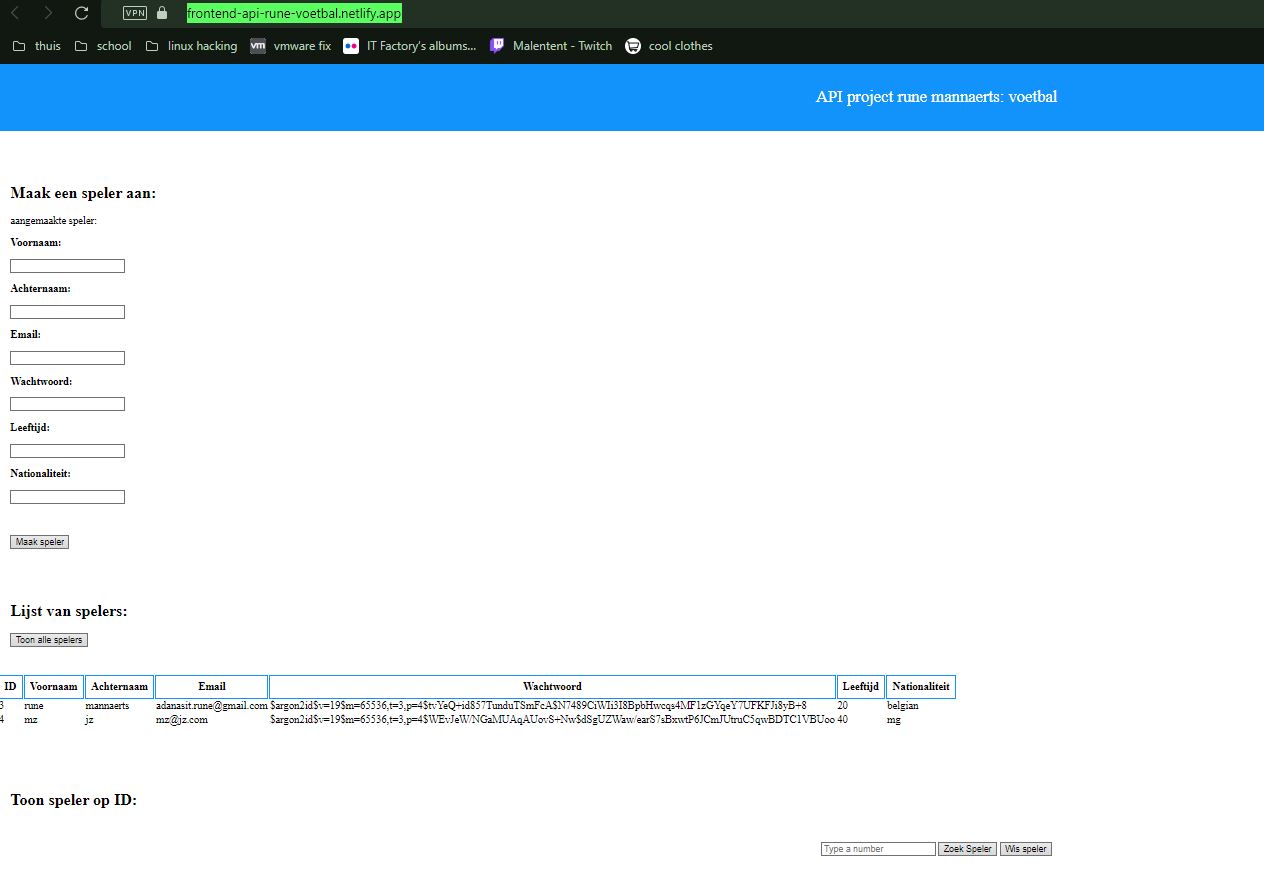 VPN frontend-api-rune-voetbal.netlify.app
thuis school linux hacking vm vmware fix IT Factory's albums... Malentent - Twitch cool clothes
API project rune mannaerts: voetbal
Maak een speler aan:
aangemaakte speler:
Voornaam:
Achternaam:
Email:
Wachtwoord:
Leeftijd:
Nationaliteit:
Maak speler
Lijst van spelers:
Toon alle spelers
ID Voornaam Achternaam Email Wachtwoord Leeftijd Nationaliteit
3 rune mannaerts adanasit.rune@gmail.com $argon2id$v=19$m=65536,t=3,p=4$tvYeQ+id857TunduTSmFcA$N7489CiWIi3I8BpbHwcqs4MF1zGYqeY7UFKFJi8yB+8 20 belgian
4 mz jz mz@jz.com $argon2id$v=19$m=65536,t=3,p=4$WEvJeW/NGaMUAqAUovS+Nw$dSgUZWaw/earS7sBxwtP6JCmJUtruC5qwBDTC1VBUoo 40 mg
Toon speler op ID:
Type a number Zoek Speler Wis speler